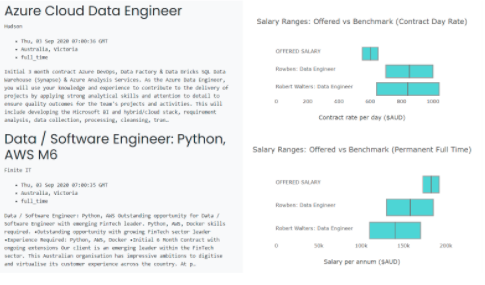 Azure Cloud Data Engineer
Hudson
• Thu, 03 Sep 2020 07:00:36 GMT
• Australia, Victoria
• full_time
Initial 3 month contract Azure DevOps, Data Factory & Data Bricks SQL Data
Warehouse (Synapse) & Azure Analysis Services. As the Azure Data Engineer,
you will use your knowledge and experience to contribute to the delivery of
projects by applying strong analytical skills and attention to detail to
ensure quality outcomes for the team's projects and activities. This will
include developing the Microsoft BI and hybrid/cloud stack, requirement
analysis, data collection, processing, cleansing, trans…
Data / Software Engineer: Python,
AWS M6
Finite IT
• Thu, 03 Sep 2020 07:00:35 GMT
• Australia, Victoria
• full_time
Data / Software Engineer: Python, AWS Outstanding opportunity for Data /
Software Engineer with emerging FinTech leader. Python, AWS, Docker skills
required. •Outstanding opportunity with growing FinTech sector leader
•Experience Required: Python, AWS, Docker •Initial 6 Month Contract with
ongoing extensions Our client is an emerging leader within the FinTech
sector. This Australian organisation has impressive ambitions to digitise
and virtualise its customer experience across the country. At p…
Salary Ranges: Offered vs Benchmark (Contract Day Rate)
OFFERED SALARY
Robert Walters: Data Engineer
0 200 400 600 800 1000
Contract rate per day ($AUD)
Salary Ranges: Offered vs Benchmark (Permanent Full Time)
OFFERED SALARY
Robert Walters: Data Engineer
0 50k 100k 150k 200k
Salary per annum ($AUD)